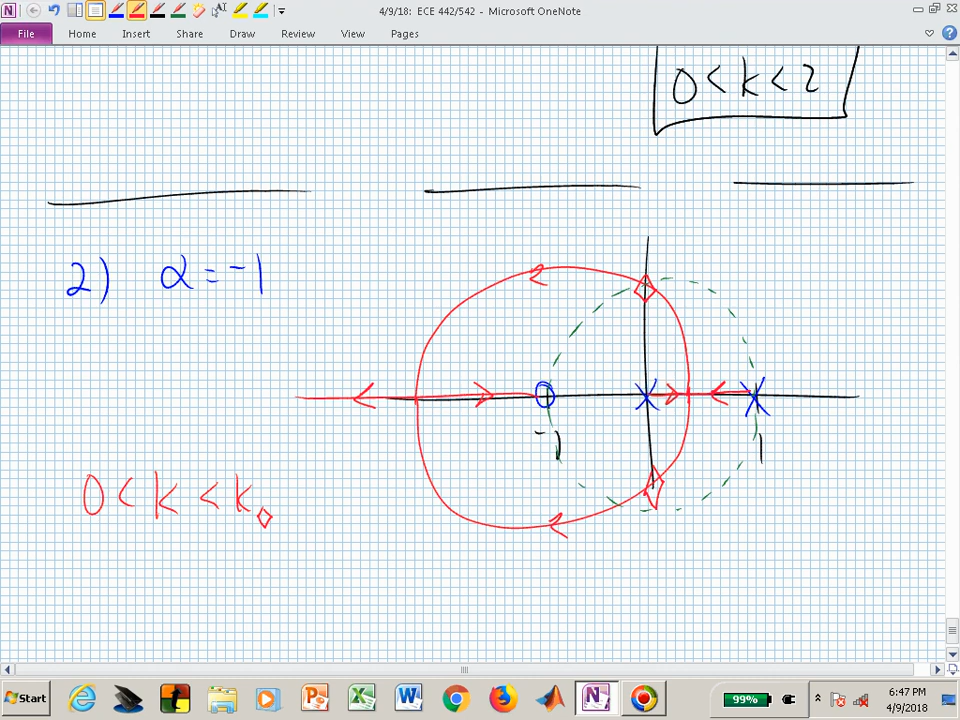 4/9/18: ECE 442/542 - Microsoft OneNote
File Home Insert Share Draw Review View Pages
0 < k < 2
2) α = -1
-1
1
0 < k < k◇
Start
99%
6:47 PM
4/9/2018